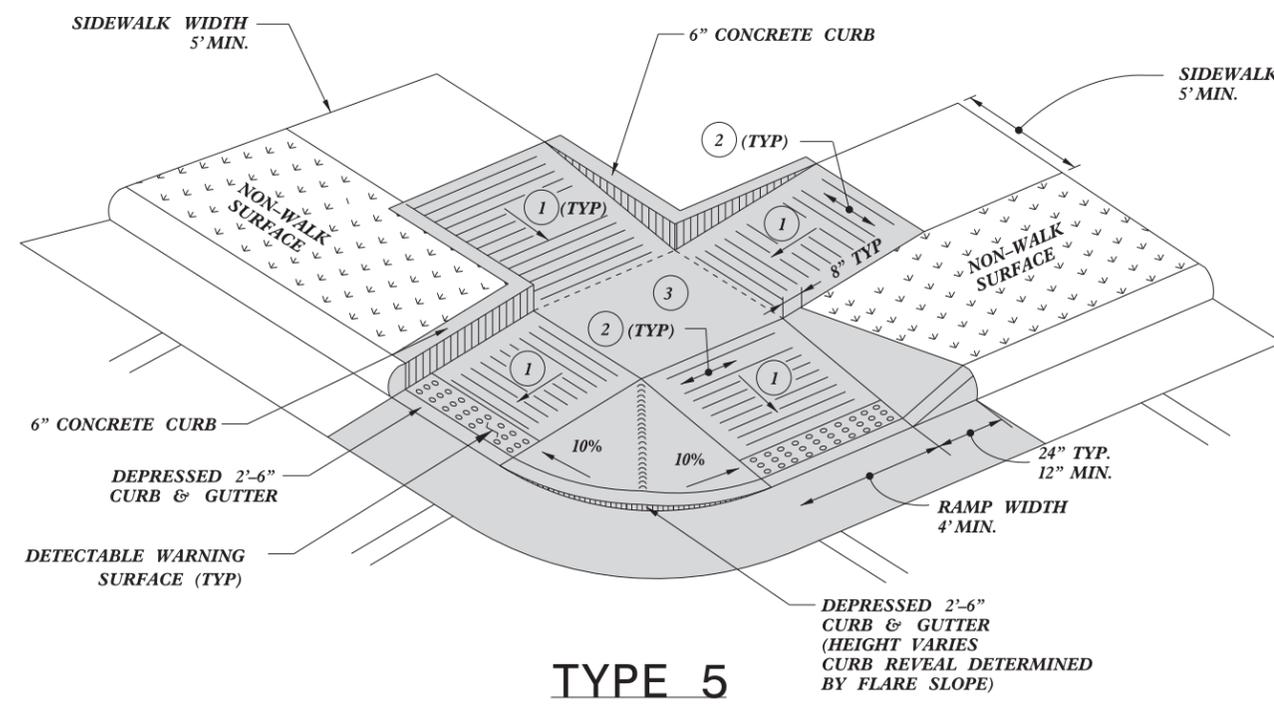 SIDEWALK WIDTH
5' MIN.
6" CONCRETE CURB
SIDEWALK
5' MIN.
2 (TYP)
NON-WALK
SURFACE
1 (TYP)
1
8" TYP
NON-WALK
SURFACE
3
2 (TYP)
1
1
6" CONCRETE CURB
10%
10%
DEPRESSED 2'-6"
CURB & GUTTER
24" TYP.
12" MIN.
RAMP WIDTH
4' MIN.
DETECTABLE WARNING
SURFACE (TYP)
DEPRESSED 2'-6"
CURB & GUTTER
(HEIGHT VARIES
CURB REVEAL DETERMINED
BY FLARE SLOPE)
TYPE 5